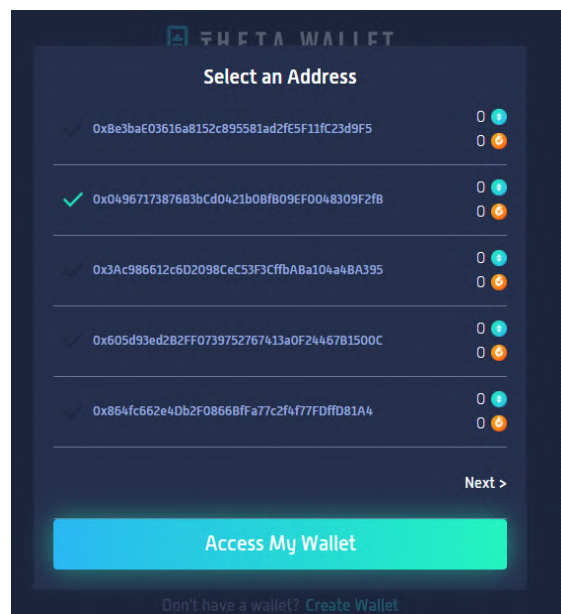 THETA WALLET
Select an Address
0xBe3baE03616a8152c895581ad2fE5F11fC23d9F5
0
0
0x04967173876B3bCd0421b0BfB09EF0048309F2fB
0
0
0x3Ac986612c6D2098CeC53F3CffbABa104a4BA395
0
0
0x605d93ed2B2FF0739752767413a0F24467B1500C
0
0
0x864fc662e4Db2F0866BfFa77c2f4f77FDffD81A4
0
0
Next >
Access My Wallet
Don't have a wallet? Create Wallet